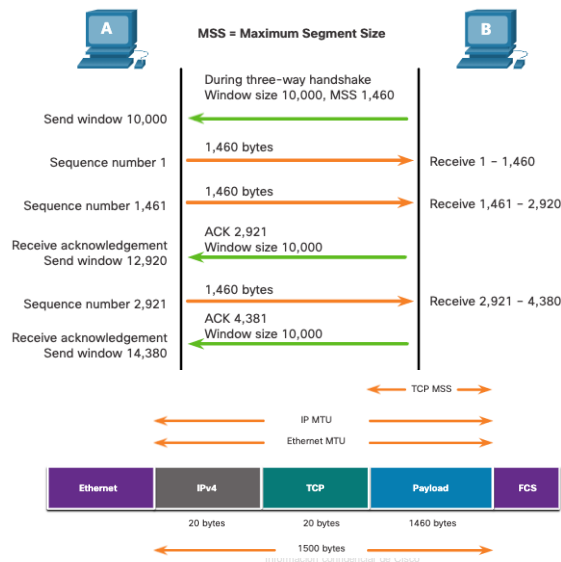 A
MSS = Maximum Segment Size
B
During three-way handshake
Window size 10,000, MSS 1,460
Send window 10,000
1,460 bytes
Sequence number 1
Receive 1 – 1,460
1,460 bytes
Sequence number 1,461
Receive 1,461 – 2,920
ACK 2,921
Window size 10,000
Receive acknowledgement
Send window 12,920
1,460 bytes
Sequence number 2,921
Receive 2,921 – 4,380
ACK 4,381
Window size 10,000
Receive acknowledgement
Send window 14,380
TCP MSS
IP MTU
Ethernet MTU
Ethernet
IPv4
TCP
Payload
FCS
20 bytes
20 bytes
1460 bytes
1500 bytes
Información confidencial de Cisco